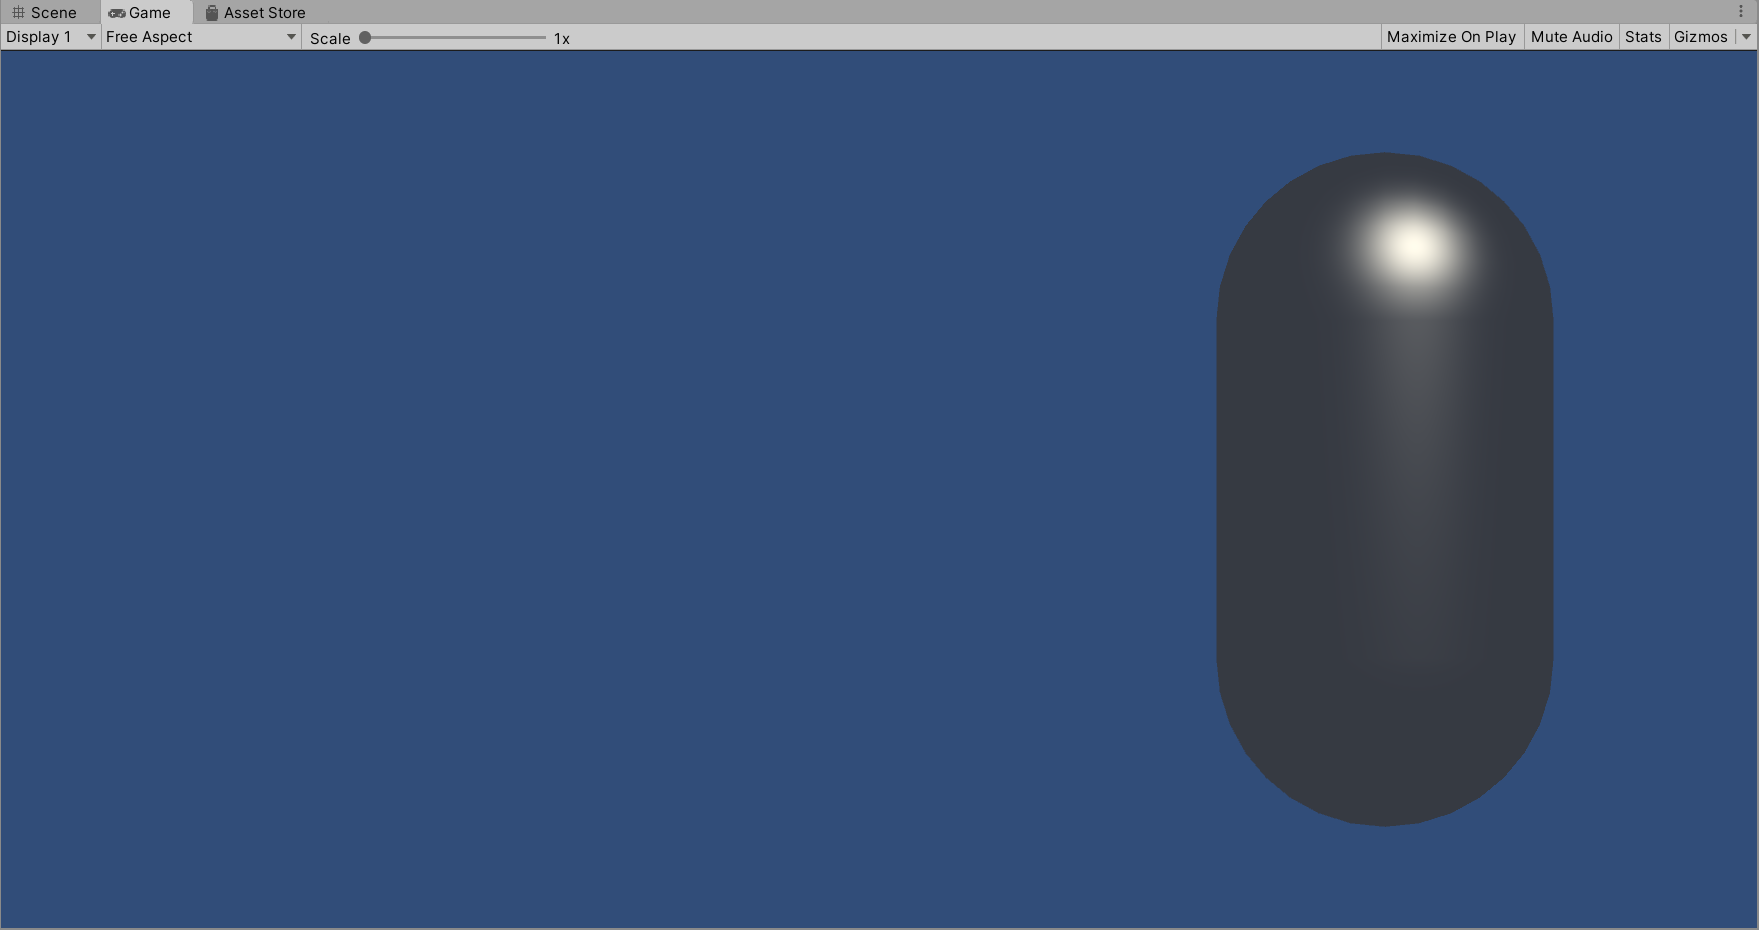 Scene Game Asset Store
Display 1 Free Aspect Scale 1x Maximize On Play Mute Audio Stats Gizmos